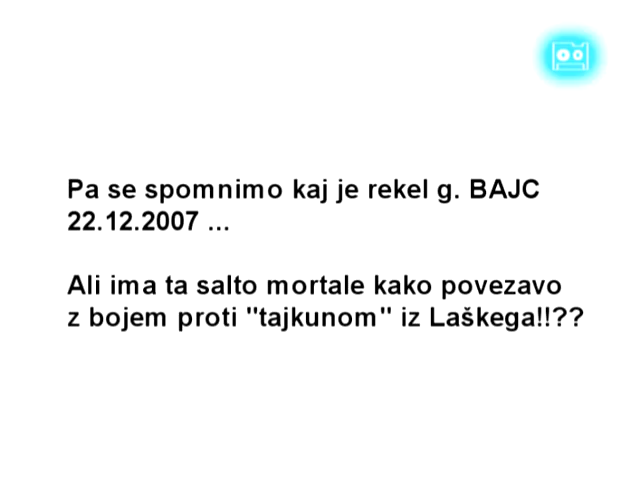 Pa se spomnimo kaj je rekel g. BAJC
22.12.2007 ...
Ali ima ta salto mortale kako povezavo
z bojem proti "tajkunom" iz Laškega!!??